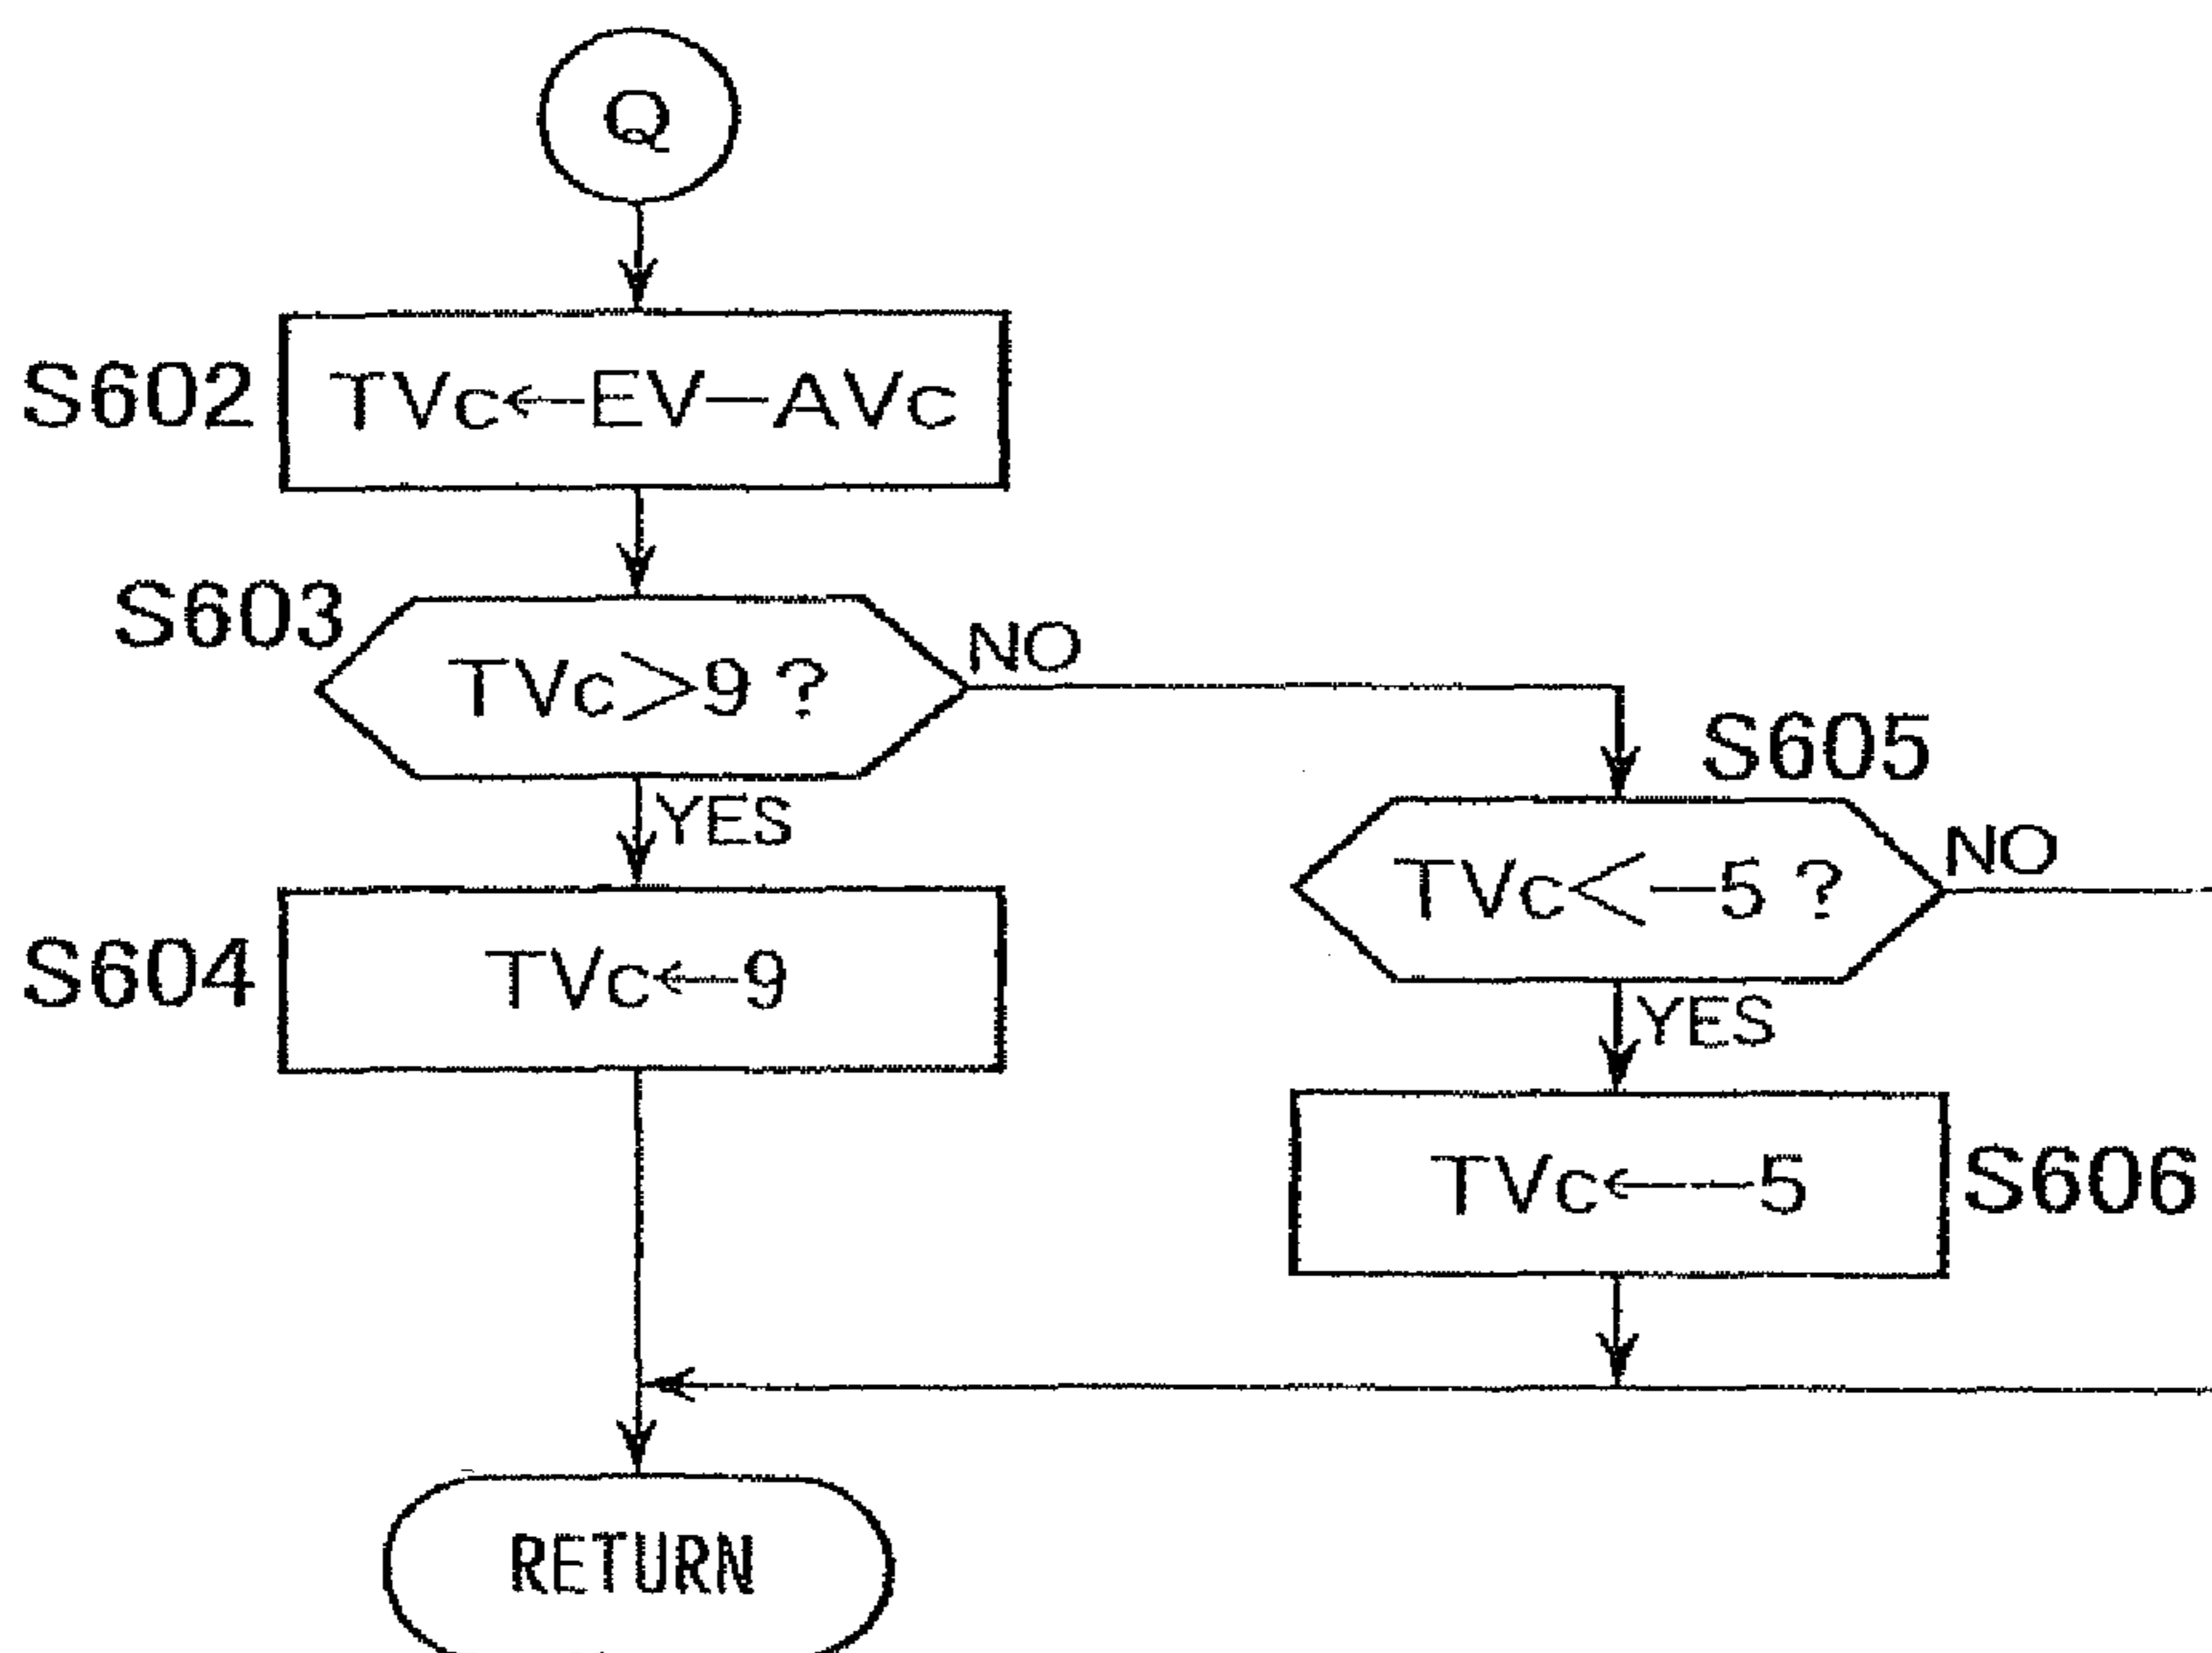 Q
S602
TVc←EV—AVc
S603
TVc>9 ?
NO
YES
S605
TVc<—5 ?
NO
YES
S604
TVc←9
TVc←—5
S606
RETURN